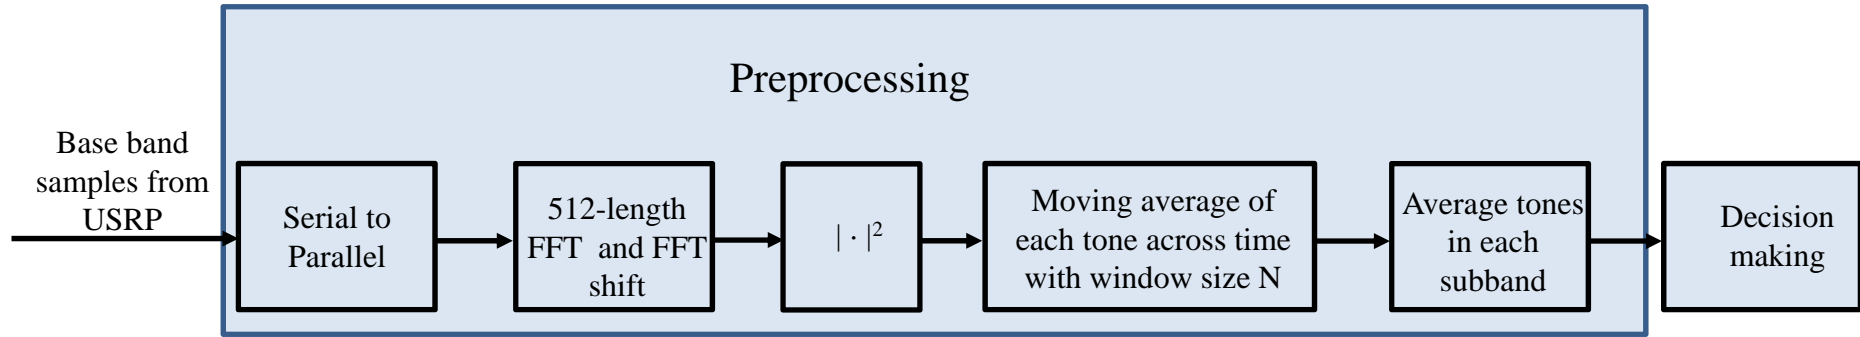 Preprocessing
Base band
samples from
USRP
Serial to
Parallel
512-length
FFT and FFT
shift
| · |²
Moving average of
each tone across time
with window size N
Average tones
in each
subband
Decision
making